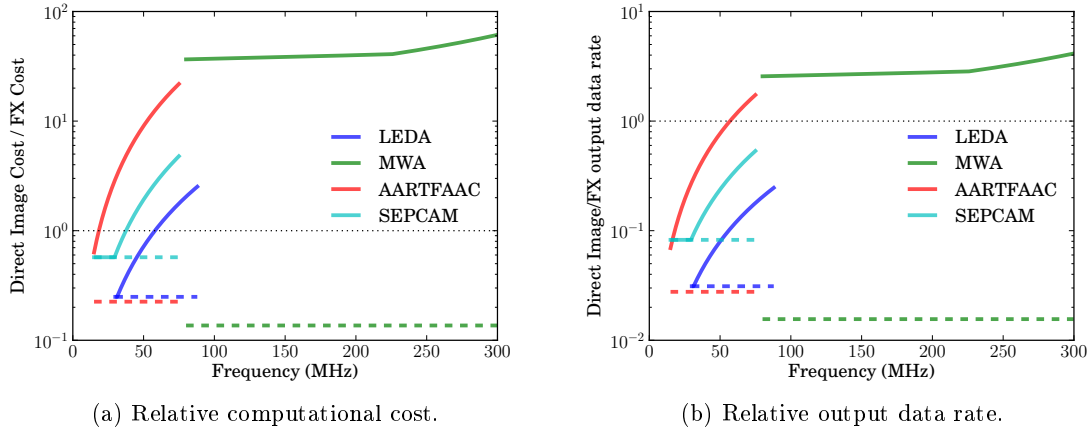 Direct Image Cost / FX Cost
10^2
10^1
10^0
10^{-1}
0 50 100 150 200 250 300
Frequency (MHz)
LEDA
MWA
AARTFAAC
SEPCAM
(a) Relative computational cost.
Direct Image/FX output data rate
10^1
10^0
10^{-1}
10^{-2}
0 50 100 150 200 250 300
Frequency (MHz)
LEDA
MWA
AARTFAAC
SEPCAM
(b) Relative output data rate.